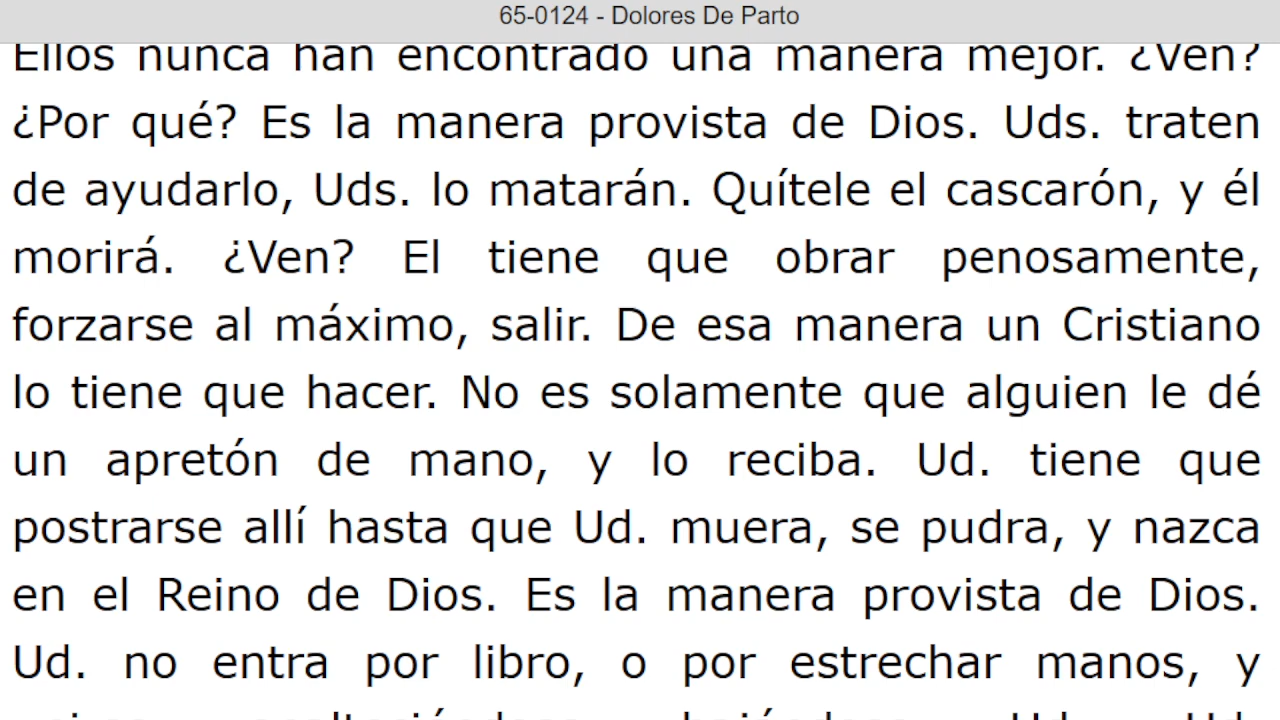 65-0124 - Dolores De Parto
Ellos nunca han encontrado una manera mejor. ¿Ven?
¿Por qué? Es la manera provista de Dios. Uds. traten
de ayudarlo, Uds. lo matarán. Quítele el cascarón, y él
morirá. ¿Ven? El tiene que obrar penosamente,
forzarse al máximo, salir. De esa manera un Cristiano
lo tiene que hacer. No es solamente que alguien le dé
un apretón de mano, y lo reciba. Ud. tiene que
postrarse allí hasta que Ud. muera, se pudra, y nazca
en el Reino de Dios. Es la manera provista de Dios.
Ud. no entra por libro, o por estrechar manos, y